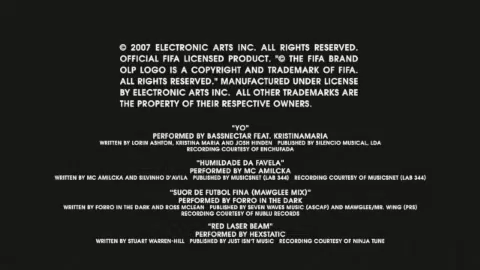 © 2007 ELECTRONIC ARTS INC. ALL RIGHTS RESERVED.
OFFICIAL FIFA LICENSED PRODUCT. "© THE FIFA BRAND
OLP LOGO IS A COPYRIGHT AND TRADEMARK OF FIFA.
ALL RIGHTS RESERVED." MANUFACTURED UNDER LICENSE
BY ELECTRONIC ARTS INC. ALL OTHER TRADEMARKS ARE
THE PROPERTY OF THEIR RESPECTIVE OWNERS.
"YO"
PERFORMED BY BASSNECTAR FEAT. KRISTINAMARIA
WRITTEN BY LORIN ASHTON, KRISTINA MARIA AND JOSH HINDEN PUBLISHED BY SILENCIO MUSICAL, LDA
RECORDING COURTESY OF ENCHUFADA
"HUMILDADE DA FAVELA"
PERFORMED BY MC AMILCKA
WRITTEN BY MC AMILCKA AND SILVINHO D'AVILA PUBLISHED BY MUSICSNET (LAB 344) RECORDING COURTESY OF MUSICSNET (LAB 344)
"SUOR DE FUTBOL FINA (MAWGLEE MIX)"
PERFORMED BY FORRO IN THE DARK
WRITTEN BY FORRO IN THE DARK AND ROSS MCLEAN PUBLISHED BY SEVEN WAVES MUSIC (ASCAP) AND MAWGLEE/MR. WING (PRS)
RECORDING COURTESY OF NUBLU RECORDS
"RED LASER BEAM"
PERFORMED BY HEXSTATIC
WRITTEN BY STUART WARREN-HILL PUBLISHED BY JUST ISN'T MUSIC RECORDING COURTESY OF NINJA TUNE